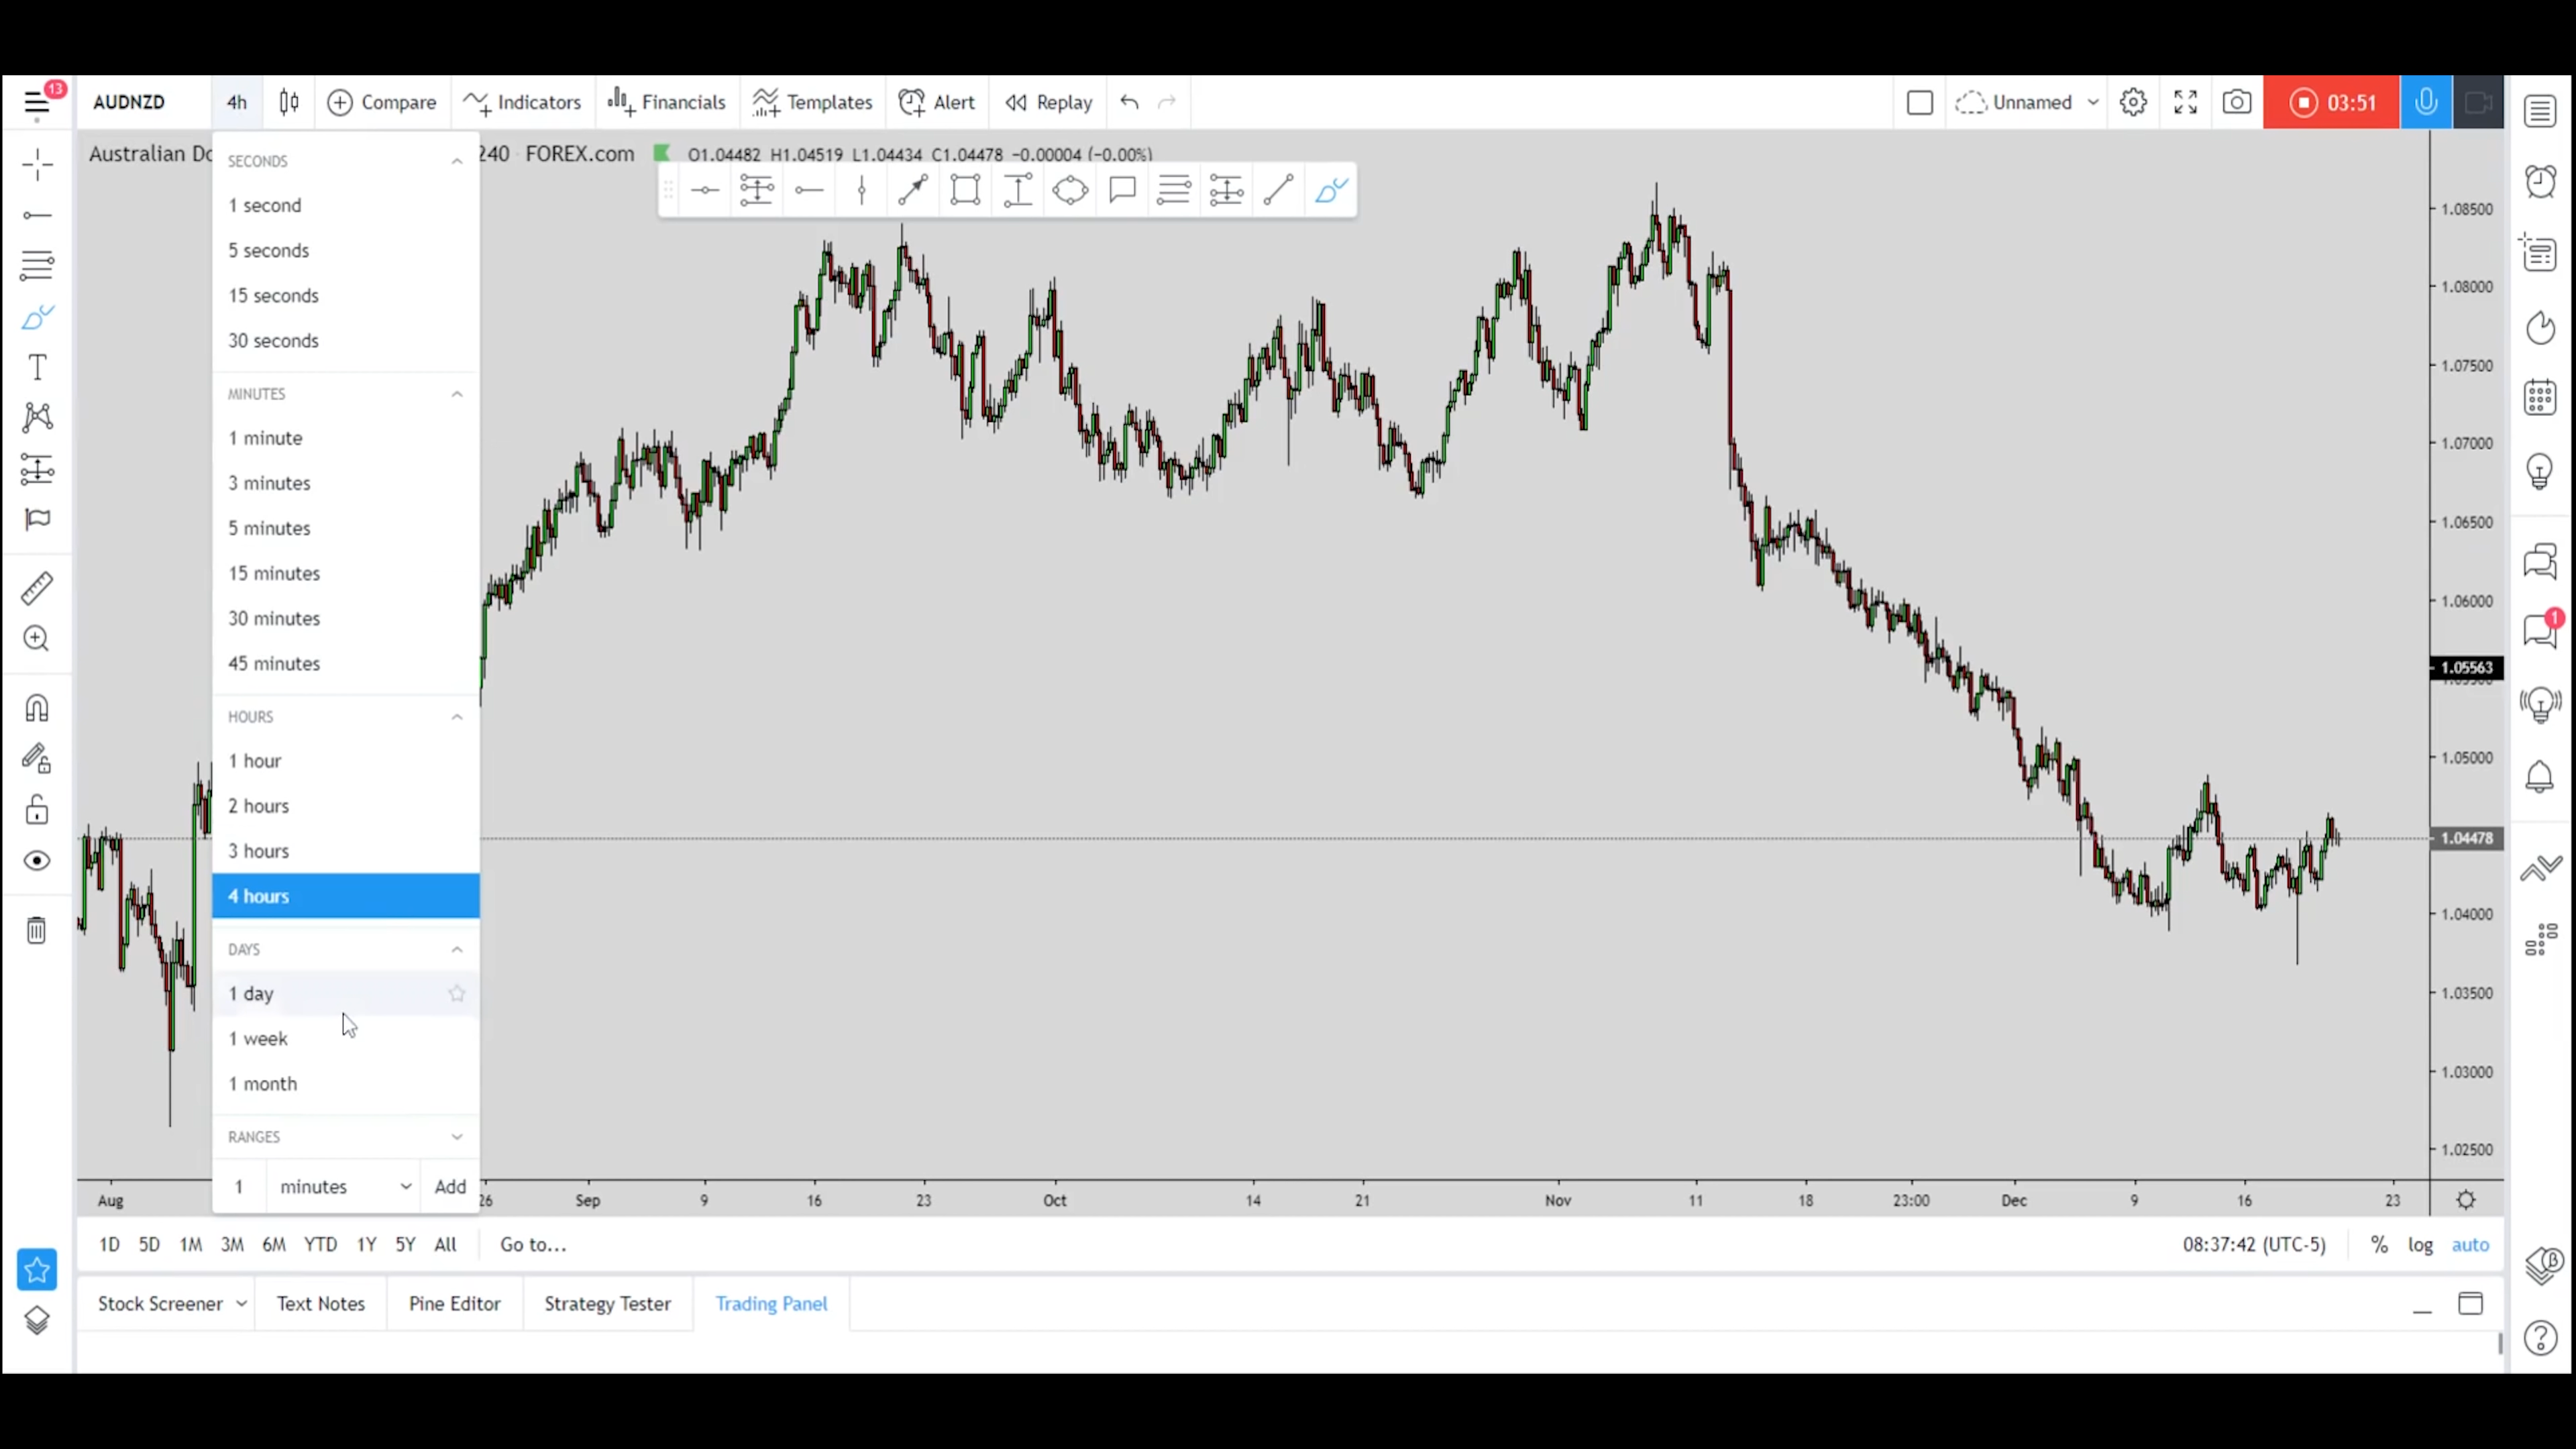 13
AUDNZD 4h Compare Indicators Financials Templates Alert Replay Unnamed 03:51
Australian Do
240 FOREX.com O1.04482 H1.04519 L1.04434 C1.04478 −0.00004 (−0.00%)
SECONDS
1 second
5 seconds
15 seconds
30 seconds
MINUTES
1 minute
3 minutes
5 minutes
15 minutes
30 minutes
45 minutes
HOURS
1 hour
2 hours
3 hours
4 hours
DAYS
1 day
1 week
1 month
RANGES
1 minutes Add
T
1.08500
1.08000
1.07500
1.07000
1.06500
1.06000
1.05563
1.05000
1.04478
1.04000
1.03500
1.03000
1.02500
1
Aug 26 Sep 9 16 23 Oct 14 21 Nov 11 18 23:00 Dec 9 16 23
1D 5D 1M 3M 6M YTD 1Y 5Y All Go to... 08:37:42 (UTC-5) % log auto
Stock Screener Text Notes Pine Editor Strategy Tester Trading Panel